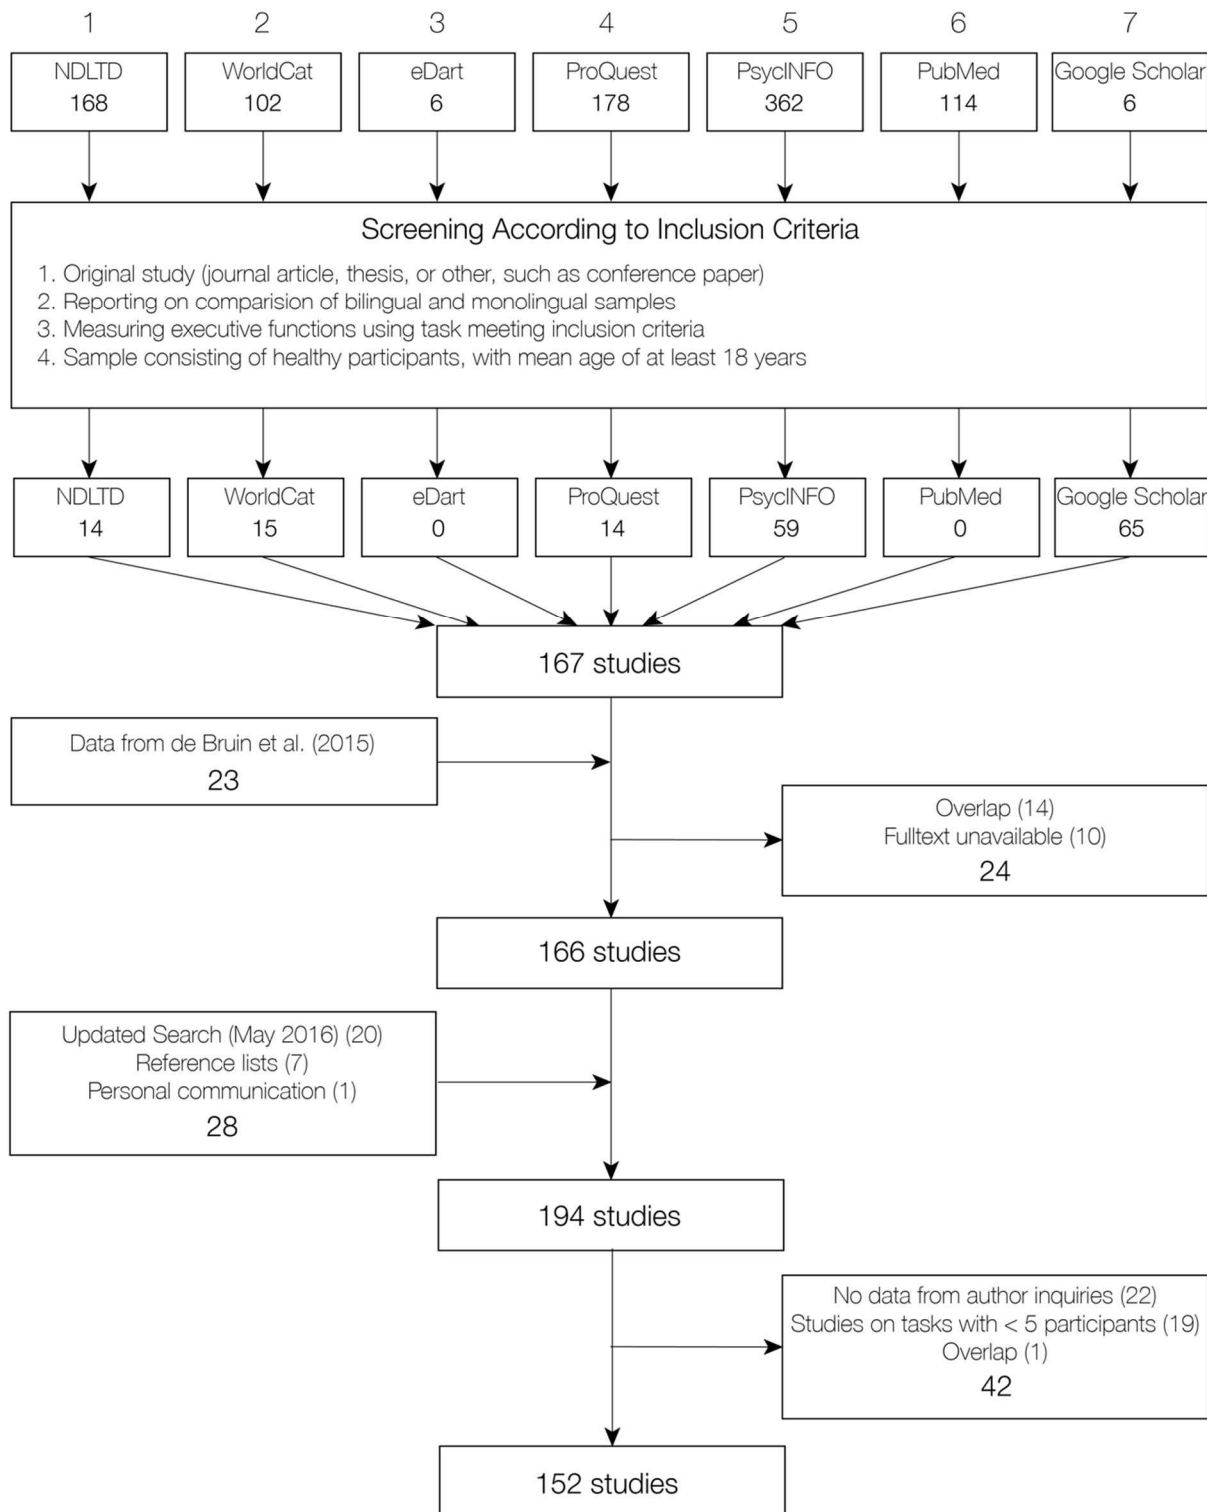 1 2 3 4 5 6 7
NDLTD WorldCat eDart ProQuest PsycINFO PubMed Google Scholar
168 102 6 178 362 114 6
Screening According to Inclusion Criteria
1. Original study (journal article, thesis, or other, such as conference paper)
2. Reporting on comparision of bilingual and monolingual samples
3. Measuring executive functions using task meeting inclusion criteria
4. Sample consisting of healthy participants, with mean age of at least 18 years
NDLTD WorldCat eDart ProQuest PsycINFO PubMed Google Scholar
14 15 0 14 59 0 65
167 studies
Data from de Bruin et al. (2015)
23
Overlap (14)
Fulltext unavailable (10)
24
166 studies
Updated Search (May 2016) (20)
Reference lists (7)
Personal communication (1)
28
194 studies
No data from author inquiries (22)
Studies on tasks with < 5 participants (19)
Overlap (1)
42
152 studies